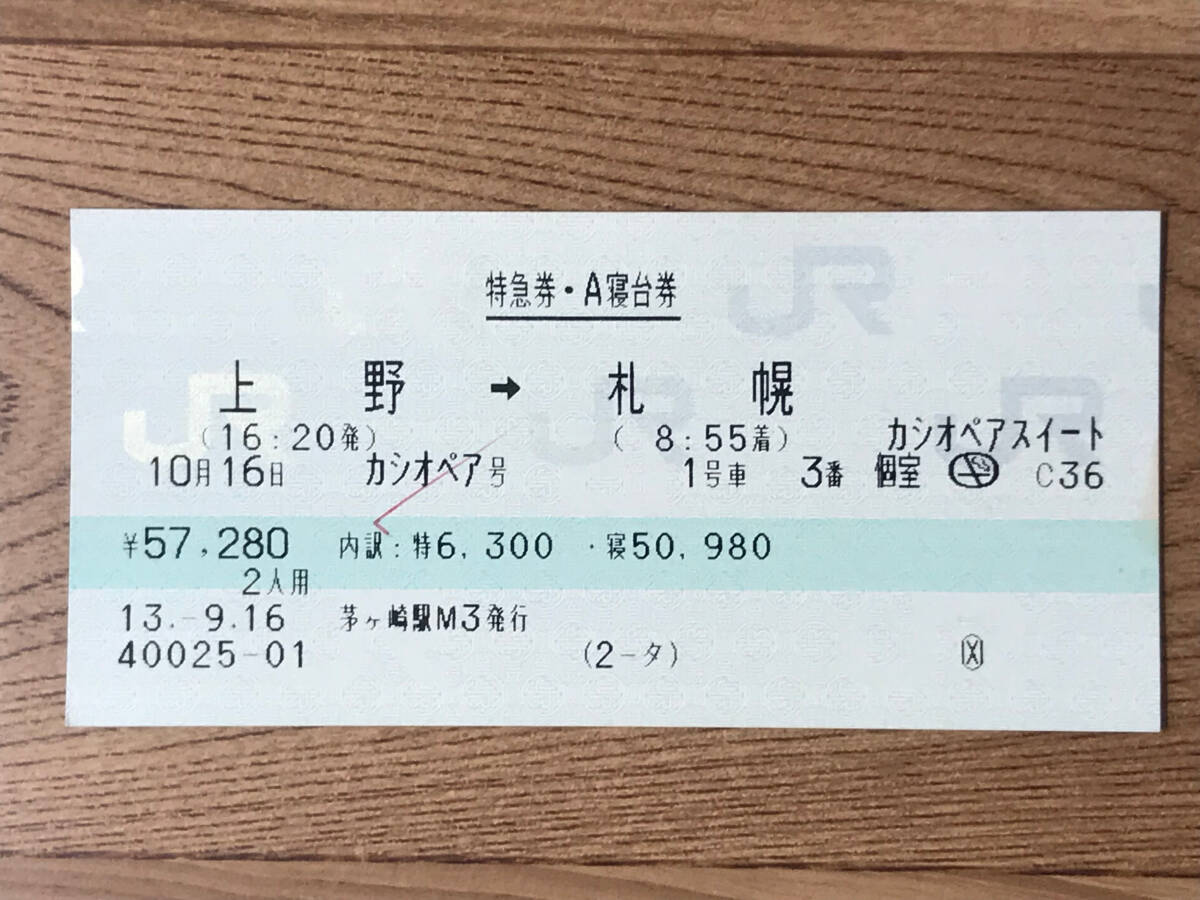 特急券・A寝台券
上野 → 札幌
(16:20発) ( 8:55着) カシオペアスイート
10月16日 カシオペア号 1号車 3番 個室 C36
¥57,280 内訳:特6,300 ・寝50,980
2人用
13.-9.16 茅ヶ崎駅M3発行
40025-01 (2-タ) X